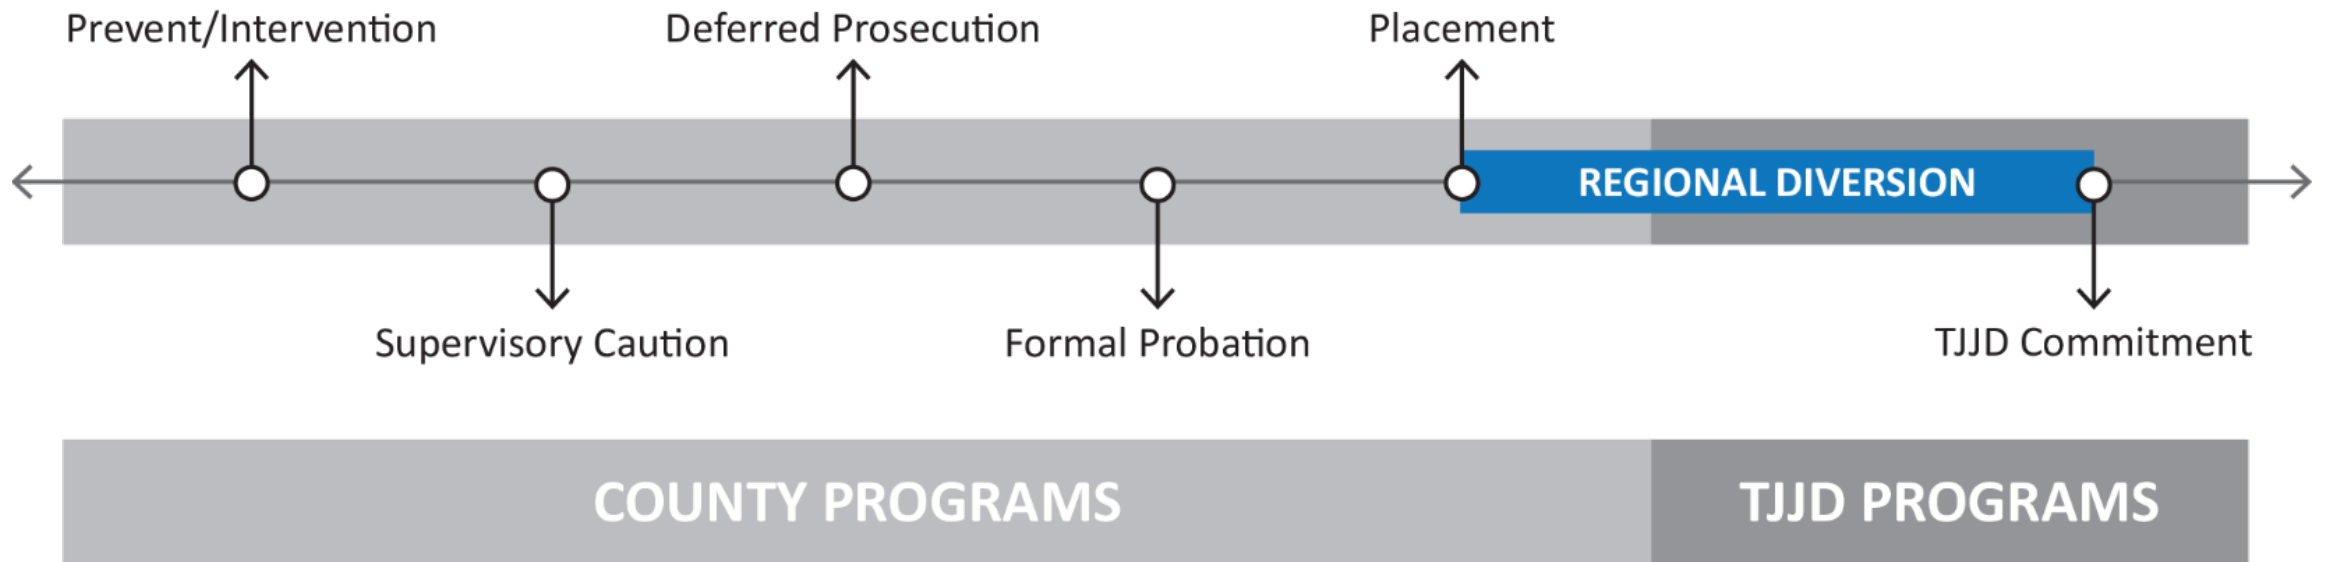 Prevent/Intervention
Deferred Prosecution
Placement
REGIONAL DIVERSION
Supervisory Caution
Formal Probation
TJJD Commitment
COUNTY PROGRAMS
TJJD PROGRAMS